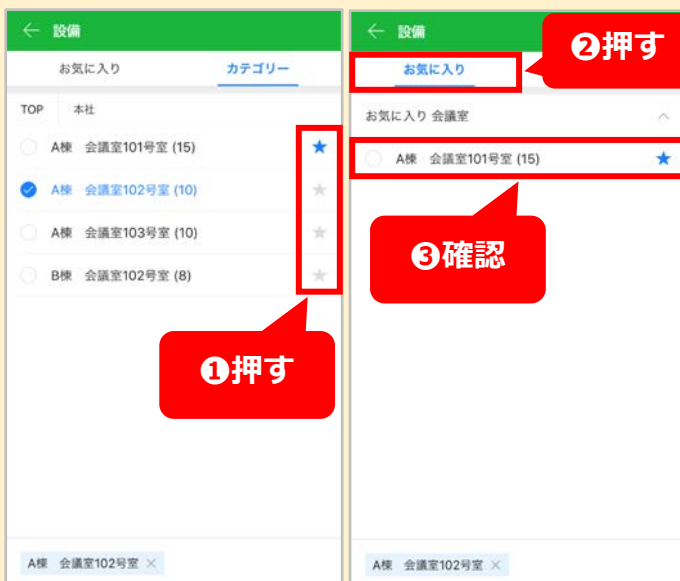 ← 設備
お気に入り カテゴリー
TOP 本社
A棟 会議室101号室 (15)
A棟 会議室102号室 (10)
A棟 会議室103号室 (10)
B棟 会議室102号室 (8)
❶押す
A棟 会議室102号室 ×
← 設備
❷押す
お気に入り
お気に入り 会議室
A棟 会議室101号室 (15)
❸確認
A棟 会議室102号室 ×